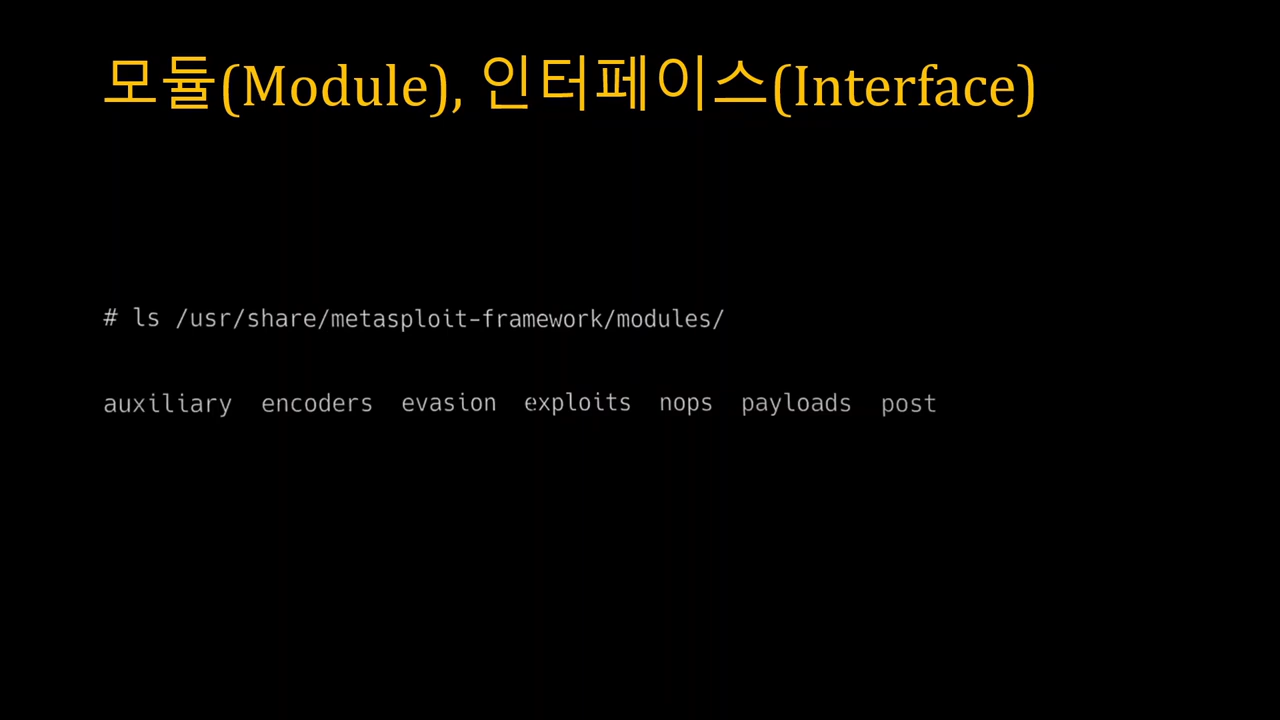 모듈(Module), 인터페이스(Interface)
# ls /usr/share/metasploit-framework/modules/
auxiliary encoders evasion exploits nops payloads post